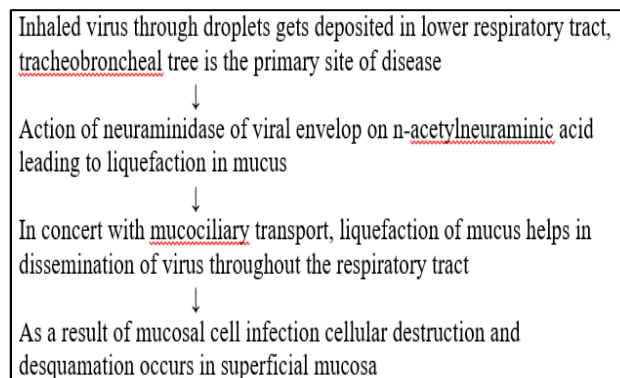 Inhaled virus through droplets gets deposited in lower respiratory tract,
tracheobroncheal tree is the primary site of disease
↓
Action of neuraminidase of viral envelop on n-acetylneuraminic acid
leading to liquefaction in mucus
↓
In concert with mucociliary transport, liquefaction of mucus helps in
dissemination of virus throughout the respiratory tract
↓
As a result of mucosal cell infection cellular destruction and
desquamation occurs in superficial mucosa